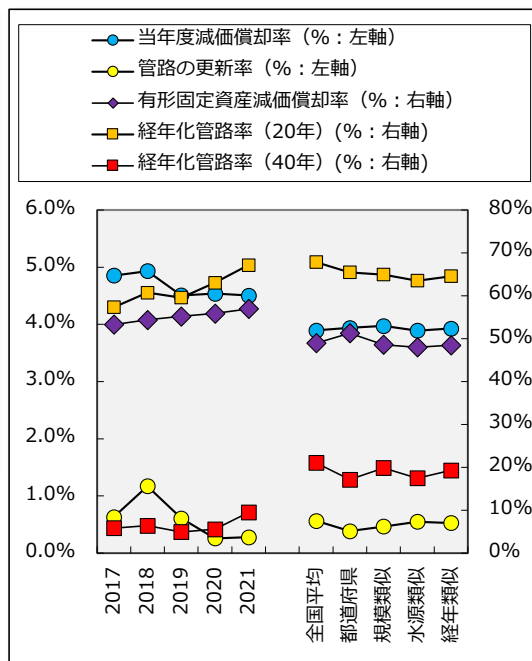 当年度減価償却率（%：左軸）
管路の更新率（%：左軸）
有形固定資産減価償却率（%：右軸）
経年化管路率（20年）(%：右軸)
経年化管路率（40年）(%：右軸)
6.0%
5.0%
4.0%
3.0%
2.0%
1.0%
0.0%
80%
70%
60%
50%
40%
30%
20%
10%
0%
2017
2018
2019
2020
2021
全国平均
都道府県
規模類似
水源類似
経年類似